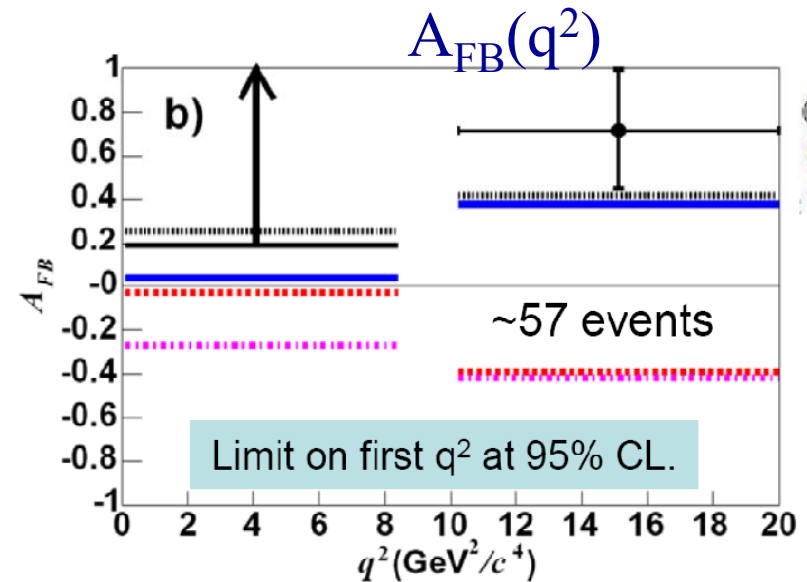 A_FB(q²)
1
0.8
0.6
0.4
0.2
-0
-0.2
-0.4
-0.6
-0.8
-1
A_FB
b)
~57 events
Limit on first q² at 95% CL.
0 2 4 6 8 10 12 14 16 18 20
q²(GeV²/c⁴)